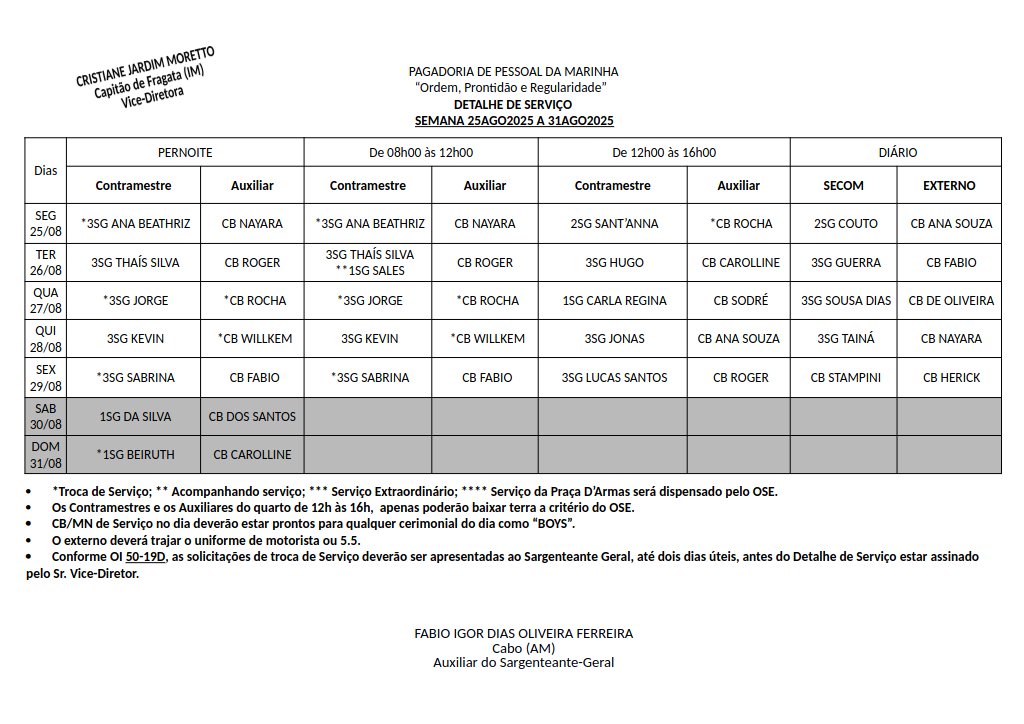 CRISTIANE JARDIM MORETTO
Capitão de Fragata (IM)
Vice-Diretora
PAGADORIA DE PESSOAL DA MARINHA
“Ordem, Prontidão e Regularidade”
DETALHE DE SERVIÇO
SEMANA 25AGO2025 A 31AGO2025
Dias PERNOITE De 08h00 às 12h00 De 12h00 às 16h00 DIÁRIO
Contramestre Auxiliar Contramestre Auxiliar Contramestre Auxiliar SECOM EXTERNO
SEG 25/08 *3SG ANA BEATHRIZ CB NAYARA *3SG ANA BEATHRIZ CB NAYARA 2SG SANT’ANNA *CB ROCHA 2SG COUTO CB ANA SOUZA
TER 26/08 3SG THAÍS SILVA CB ROGER 3SG THAÍS SILVA **1SG SALES CB ROGER 3SG HUGO CB CAROLLINE 3SG GUERRA CB FABIO
QUA 27/08 *3SG JORGE *CB ROCHA *3SG JORGE *CB ROCHA 1SG CARLA REGINA CB SODRÉ 3SG SOUSA DIAS CB DE OLIVEIRA
QUI 28/08 3SG KEVIN *CB WILLKEM 3SG KEVIN *CB WILLKEM 3SG JONAS CB ANA SOUZA 3SG TAINÁ CB NAYARA
SEX 29/08 *3SG SABRINA CB FABIO *3SG SABRINA CB FABIO 3SG LUCAS SANTOS CB ROGER CB STAMPINI CB HERICK
SAB 30/08 1SG DA SILVA CB DOS SANTOS
DOM 31/08 *1SG BEIRUTH CB CAROLLINE
• *Troca de Serviço; ** Acompanhando serviço; *** Serviço Extraordinário; **** Serviço da Praça D’Armas será dispensado pelo OSE.
• Os Contramestres e os Auxiliares do quarto de 12h às 16h, apenas poderão baixar terra a critério do OSE.
• CB/MN de Serviço no dia deverão estar prontos para qualquer cerimonial do dia como “BOYS”.
• O externo deverá trajar o uniforme de motorista ou 5.5.
• Conforme OI 50-19D, as solicitações de troca de Serviço deverão ser apresentadas ao Sargenteante Geral, até dois dias úteis, antes do Detalhe de Serviço estar assinado
pelo Sr. Vice-Diretor.
FABIO IGOR DIAS OLIVEIRA FERREIRA
Cabo (AM)
Auxiliar do Sargenteante-Geral